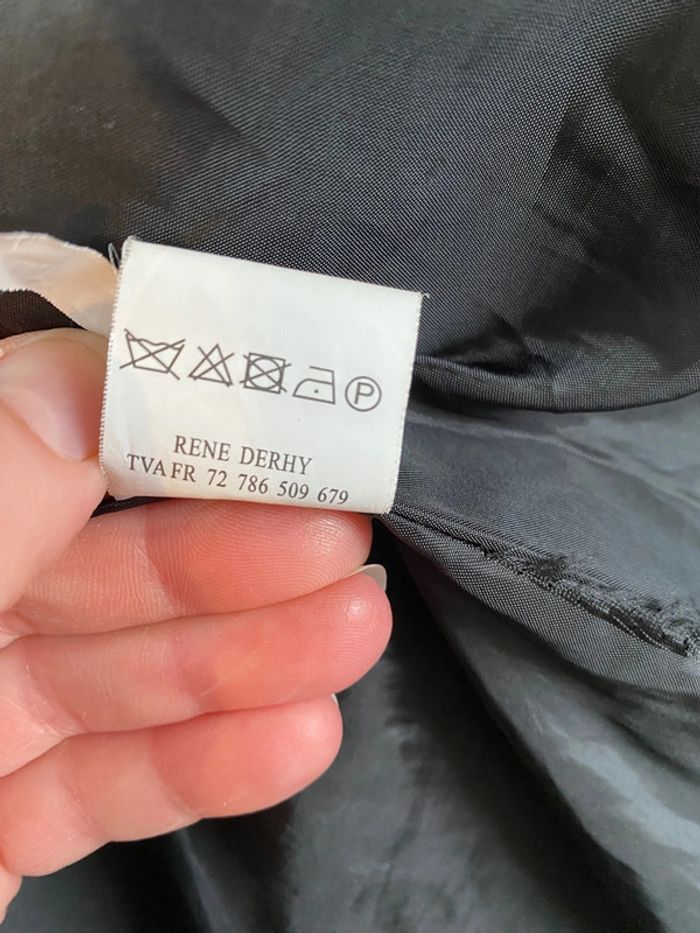 P
RENE DERHY
TVA FR 72 786 509 679